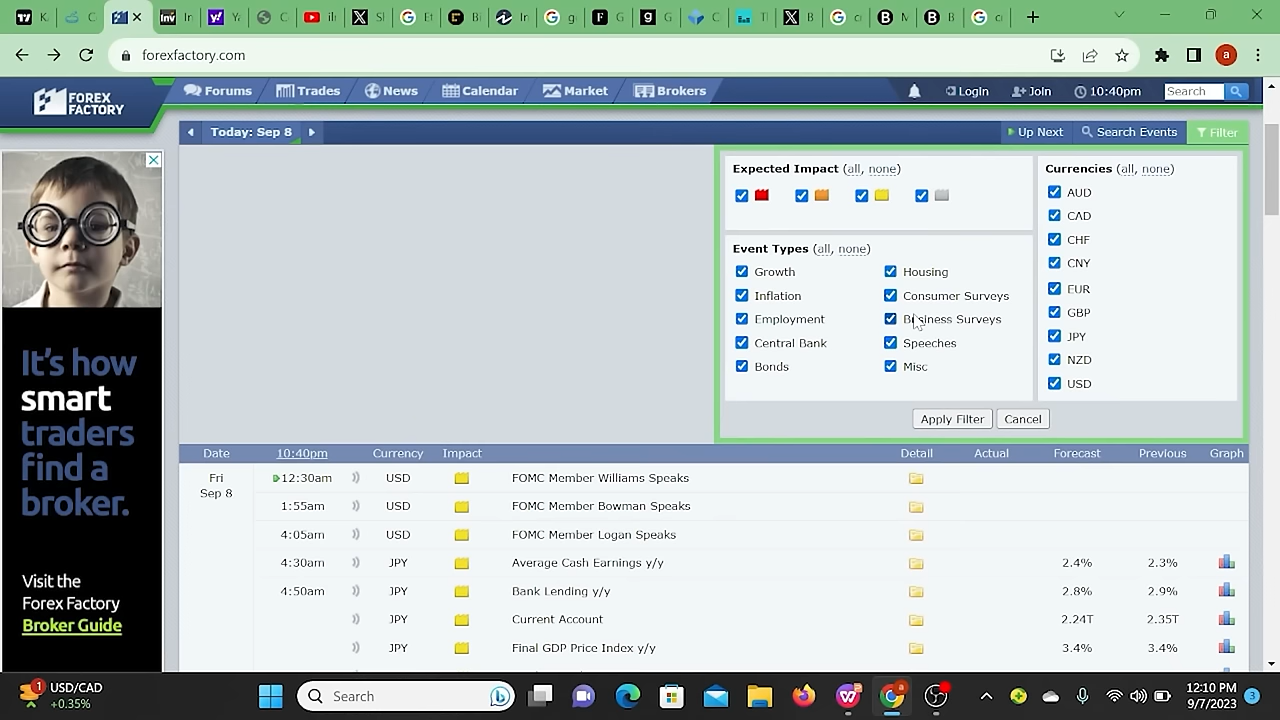 forexfactory.com
FOREX
FACTORY
Forums
Trades
News
Calendar
Market
Brokers
Login
Join
10:40pm
Search
Today: Sep 8
Up Next
Search Events
Filter
Expected Impact (all, none)
Currencies (all, none)
AUD
CAD
CHF
CNY
EUR
GBP
JPY
NZD
USD
Event Types (all, none)
Growth
Housing
Inflation
Consumer Surveys
Employment
Business Surveys
Central Bank
Speeches
Bonds
Misc
Apply Filter
Cancel
It's how
smart
traders
find a
broker.
Visit the
Forex Factory
Broker Guide
Date 10:40pm Currency Impact Detail Actual Forecast Previous Graph
Fri
Sep 8
12:30am USD FOMC Member Williams Speaks
1:55am USD FOMC Member Bowman Speaks
4:05am USD FOMC Member Logan Speaks
4:30am JPY Average Cash Earnings y/y 2.4% 2.3%
4:50am JPY Bank Lending y/y 2.8% 2.9%
JPY Current Account 2.24T 2.35T
JPY Final GDP Price Index y/y 3.4% 3.4%
1
USD/CAD
+0.35%
Search
12:10 PM
9/7/2023
3